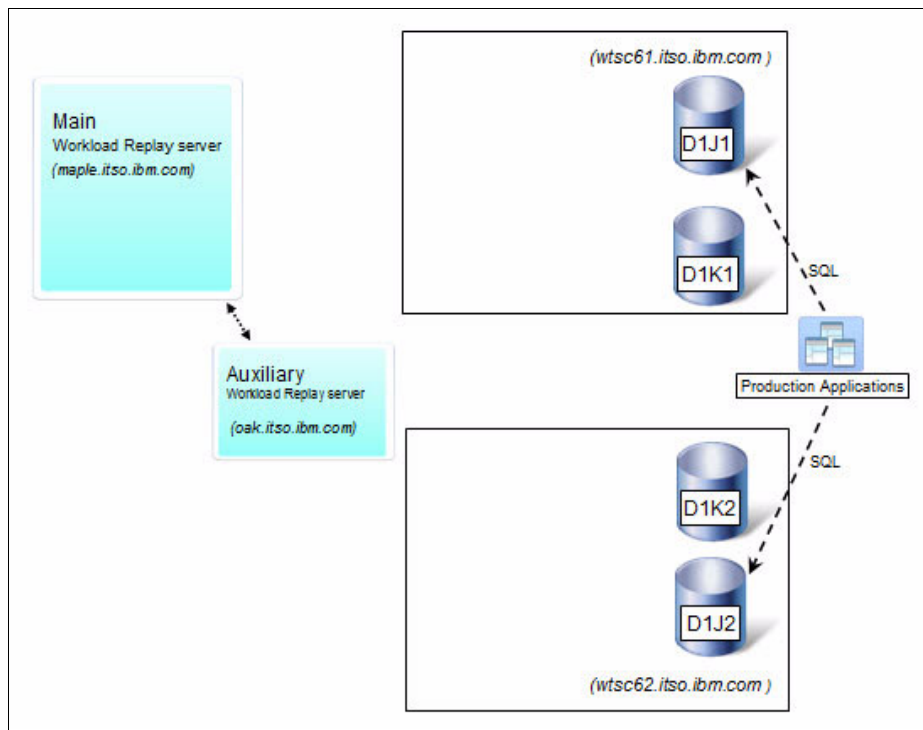 Main
Workload Replay server
(maple.itso.ibm.com)
Auxiliary
Workload Replay server
(oak.itso.ibm.com)
(wtsc61.itso.ibm.com )
D1J1
D1K1
SQL
Production Applications
SQL
D1K2
D1J2
(wtsc62.itso.ibm.com )